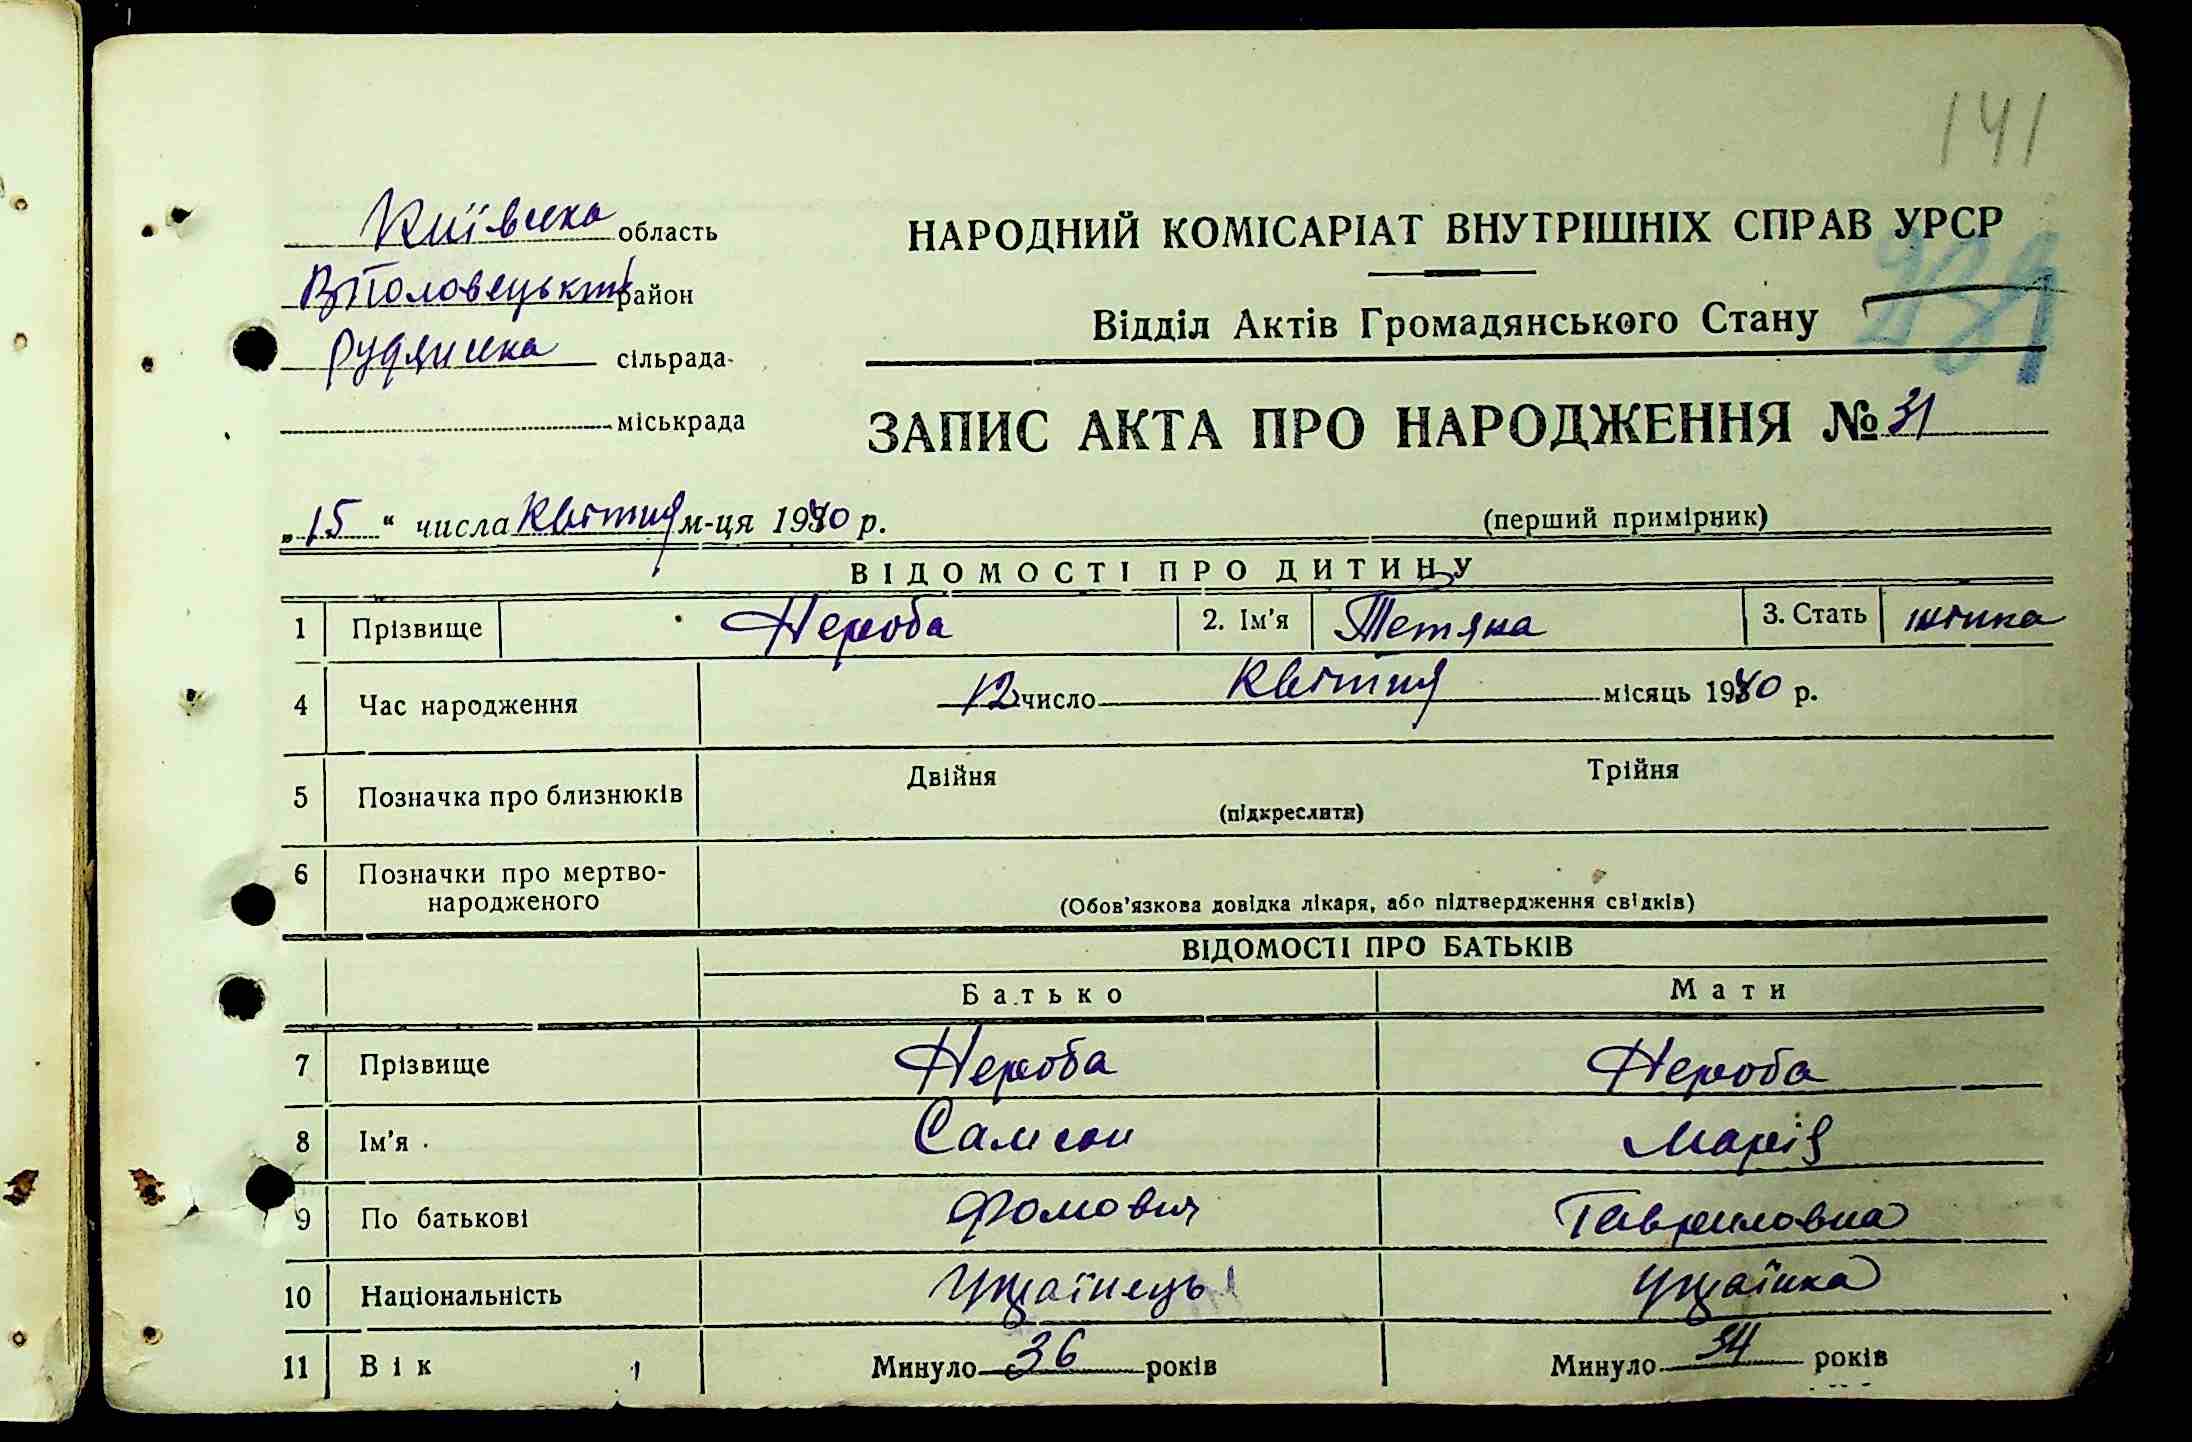 141
Київська область
НАРОДНИЙ КОМІСАРІАТ ВНУТРІШНІХ СПРАВ УРСР
В Половецький район
Відділ Актів Громадянського Стану
Рудянська сільрада
міськрада
ЗАПИС АКТА ПРО НАРОДЖЕННЯ № 31
„15“ числа Квітня м-ця 1940 р.
(перший примірник)
ВІДОМОСТІ ПРО ДИТИНУ
1 Прізвище Нероба 2. Ім'я Тетяна 3. Стать жінка
4 Час народження 12 число Квітня місяць 1940 р.
5 Позначка про близнюків Двійня Трійня
(підкреслити)
6 Позначки про мертво-
народженого (Обов'язкова довідка лікаря, або підтвердження свідків)
ВІДОМОСТІ ПРО БАТЬКІВ
Батько Мати
7 Прізвище Нероба Нероба
8 Ім'я Самсон Марія
9 По батькові Фомович Гавриловна
10 Національність Українець Українка
11 Вік Минуло 36 років Минуло 34 років